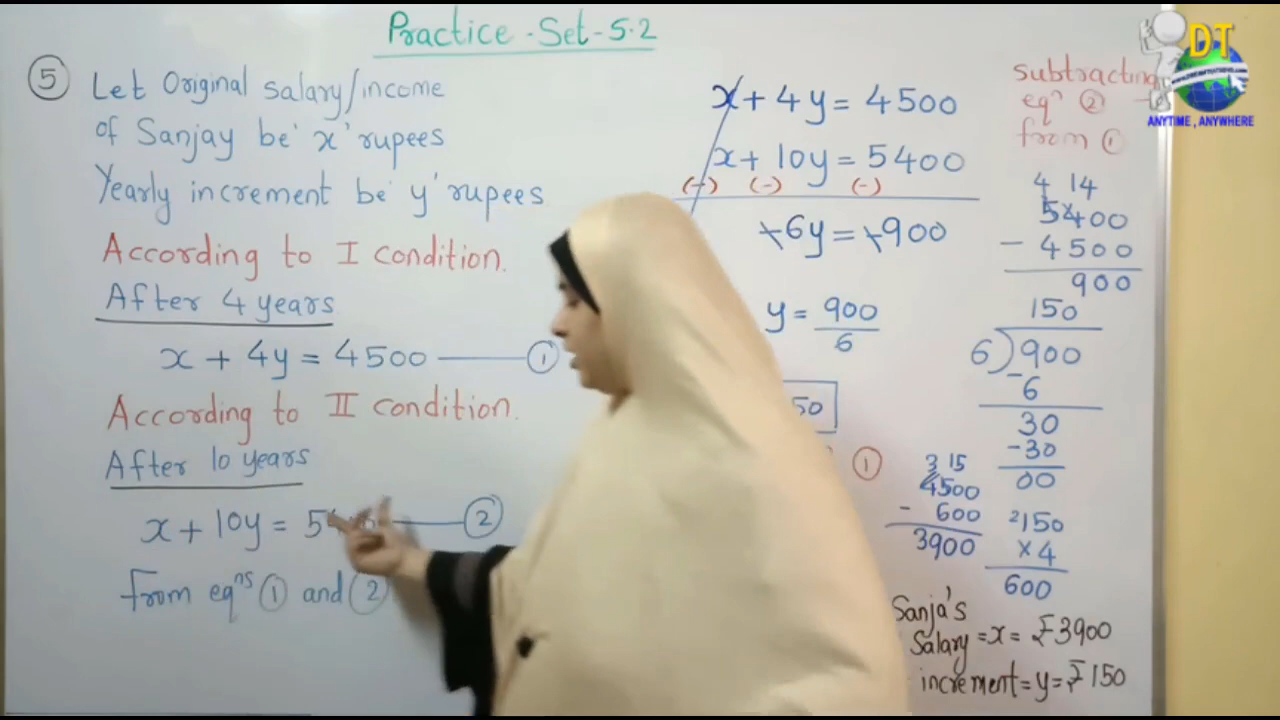 Practice-Set-5.2
5 Let Original salary/income
of Sanjay be 'x' rupees
Yearly increment be 'y' rupees
According to I condition.
After 4 years
x + 4y = 4500 — 1
According to II condition.
After 10 years
x + 10y = 5 — 2
from eqns 1 and 2
x + 4y = 4500
x + 10y = 5400
(-) (-) (-)
-6y = -900
y = 900
6
50
1
subtracting
eqn 2
from 1
4 14
5400
- 4500
900
150
6)900
-6
30
-30
00
3 15
4500
- 600
3900
2150
x 4
600
Sanja's
Salary = x = ₹3900
increment = y = ₹150
DT
ANYTIME, ANYWHERE